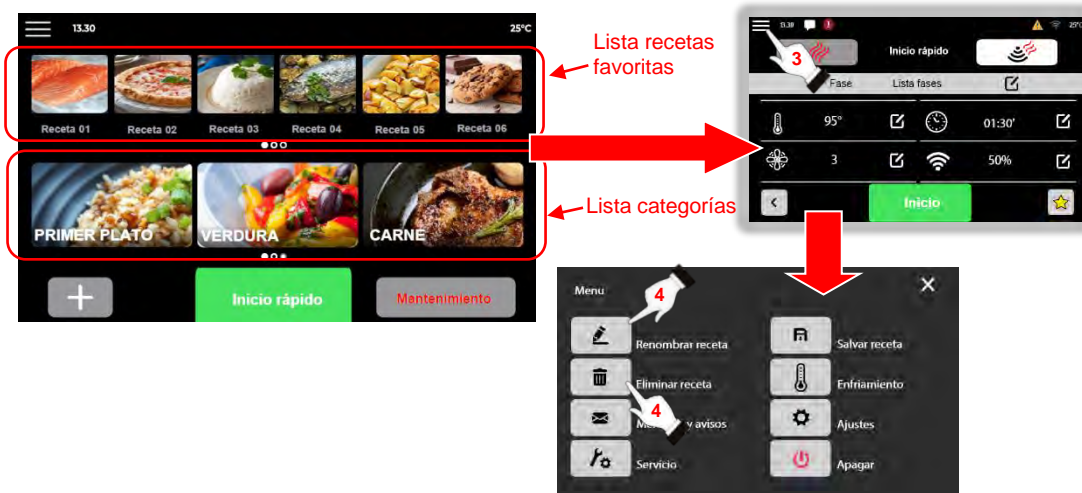 13.30
25°C
Receta 01
Receta 02
Receta 03
Receta 04
Receta 05
Receta 06
PRIMER PLATO
VERDURA
CARNE
Inicio rápido
Mantenimiento
Lista recetas
favoritas
Lista categorías
13.30
25°C
3
Inicio rápido
Fase
Lista fases
95°
01:30'
3
50%
Inicio
Menu
4
Renombrar receta
Salvar receta
Eliminar receta
Enfriamiento
4
y avisos
Ajustes
Servicio
Apagar